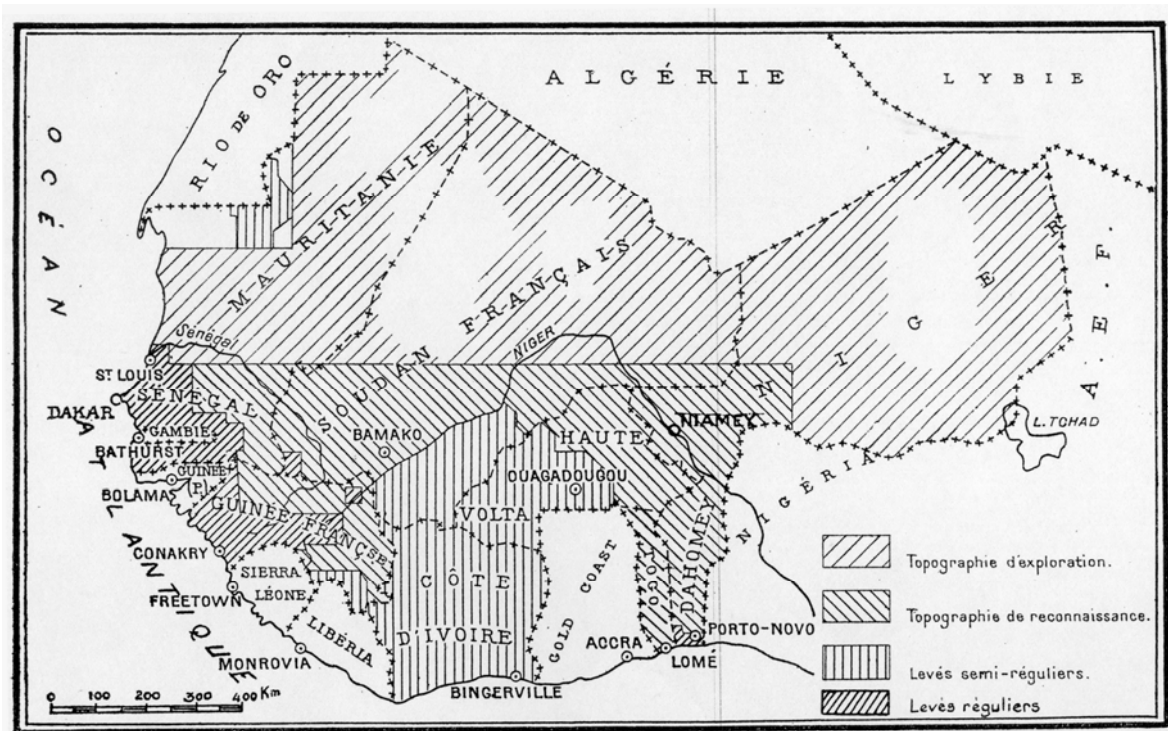 OCÉAN
ATLANTIQUE
RIO DE ORO
ALGÉRIE
LYBIE
MAURITANIE
SOUDAN FRANÇAIS
NIGER
A.E.F.
Sénégal
NIGER
ST. LOUIS
SÉNÉGAL
DAKAR
GAMBIE
BATHURST
GUINÉE
(P.)
BOLAMA
BAMAKO
HAUTE
VOLTA
NIAMEY
L. TCHAD
OUAGADOUGOU
NIGÉRIA
GUINÉE FRANÇSE
CONAKRY
SIERRA
LÉONE
FREETOWN
LIBÉRIA
MONROVIA
CÔTE
D'IVOIRE
BINGERVILLE
GOLD COAST
ACCRA
TOGO
LOMÉ
DAHOMEY
PORTO-NOVO
0 100 200 300 400 Km
Topographie d'exploration.
Topographie de reconnaissance.
Levés semi-réguliers.
Levés réguliers